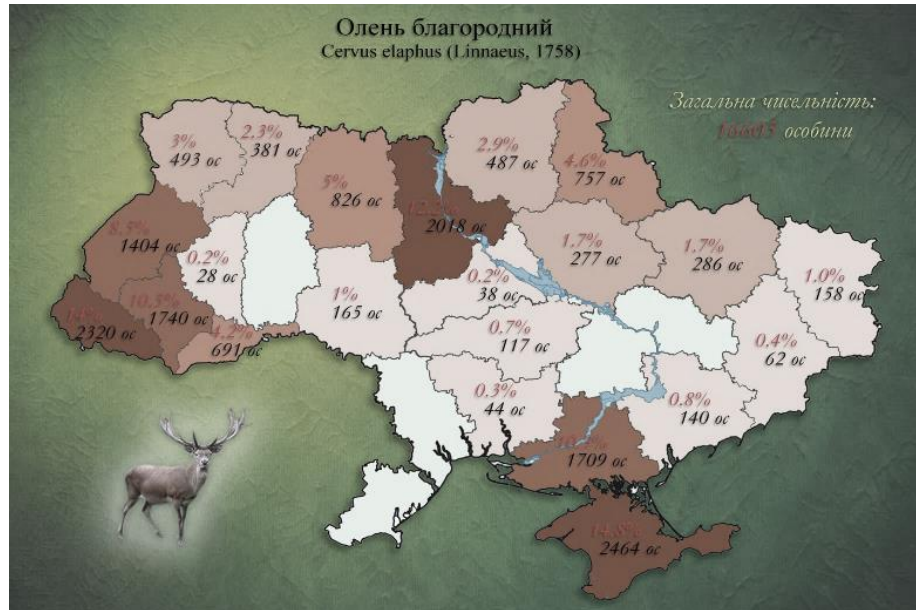 Олень благородний
Cervus elaphus (Linnaeus, 1758)
Загальна чисельність:
особини
3%
493 ос
2,3%
381 ос
5%
826 ос
2018 ос
2.9%
487 ос
4.6%
757 ос
8.5%
1404 ос
0.2%
28 ос
10.5%
1740 ос
14%
2320 ос
4.2%
691 ос
1%
165 ос
0.2%
38 ос
1.7%
277 ос
1.7%
286 ос
1.0%
158 ос
0.7%
117 ос
0.4%
62 ос
0.3%
44 ос
0.8%
140 ос
1709 ос
14.8%
2464 ос